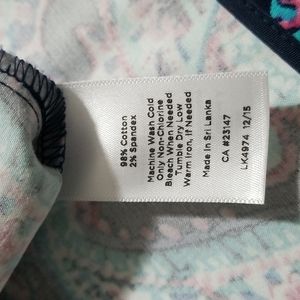 98% Cotton
2% Spandex
Machine Wash Cold
Only Non-Chlorine
Bleach When Needed
Tumble Dry Low
Warm Iron, If Needed
Made in Sri Lanka
CA #23147
LK4974 12/15